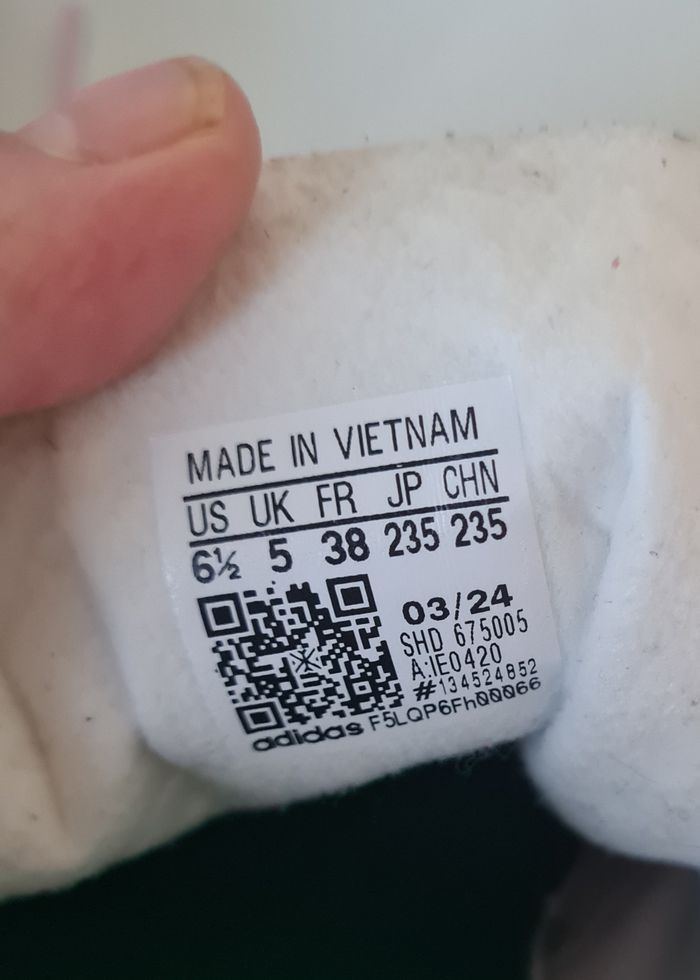 MADE IN VIETNAM
US UK FR JP CHN
6½ 5 38 235 235
03/24
SHD 675005
A:IE0420
#134524852
adidas F5LQP6Fh00066